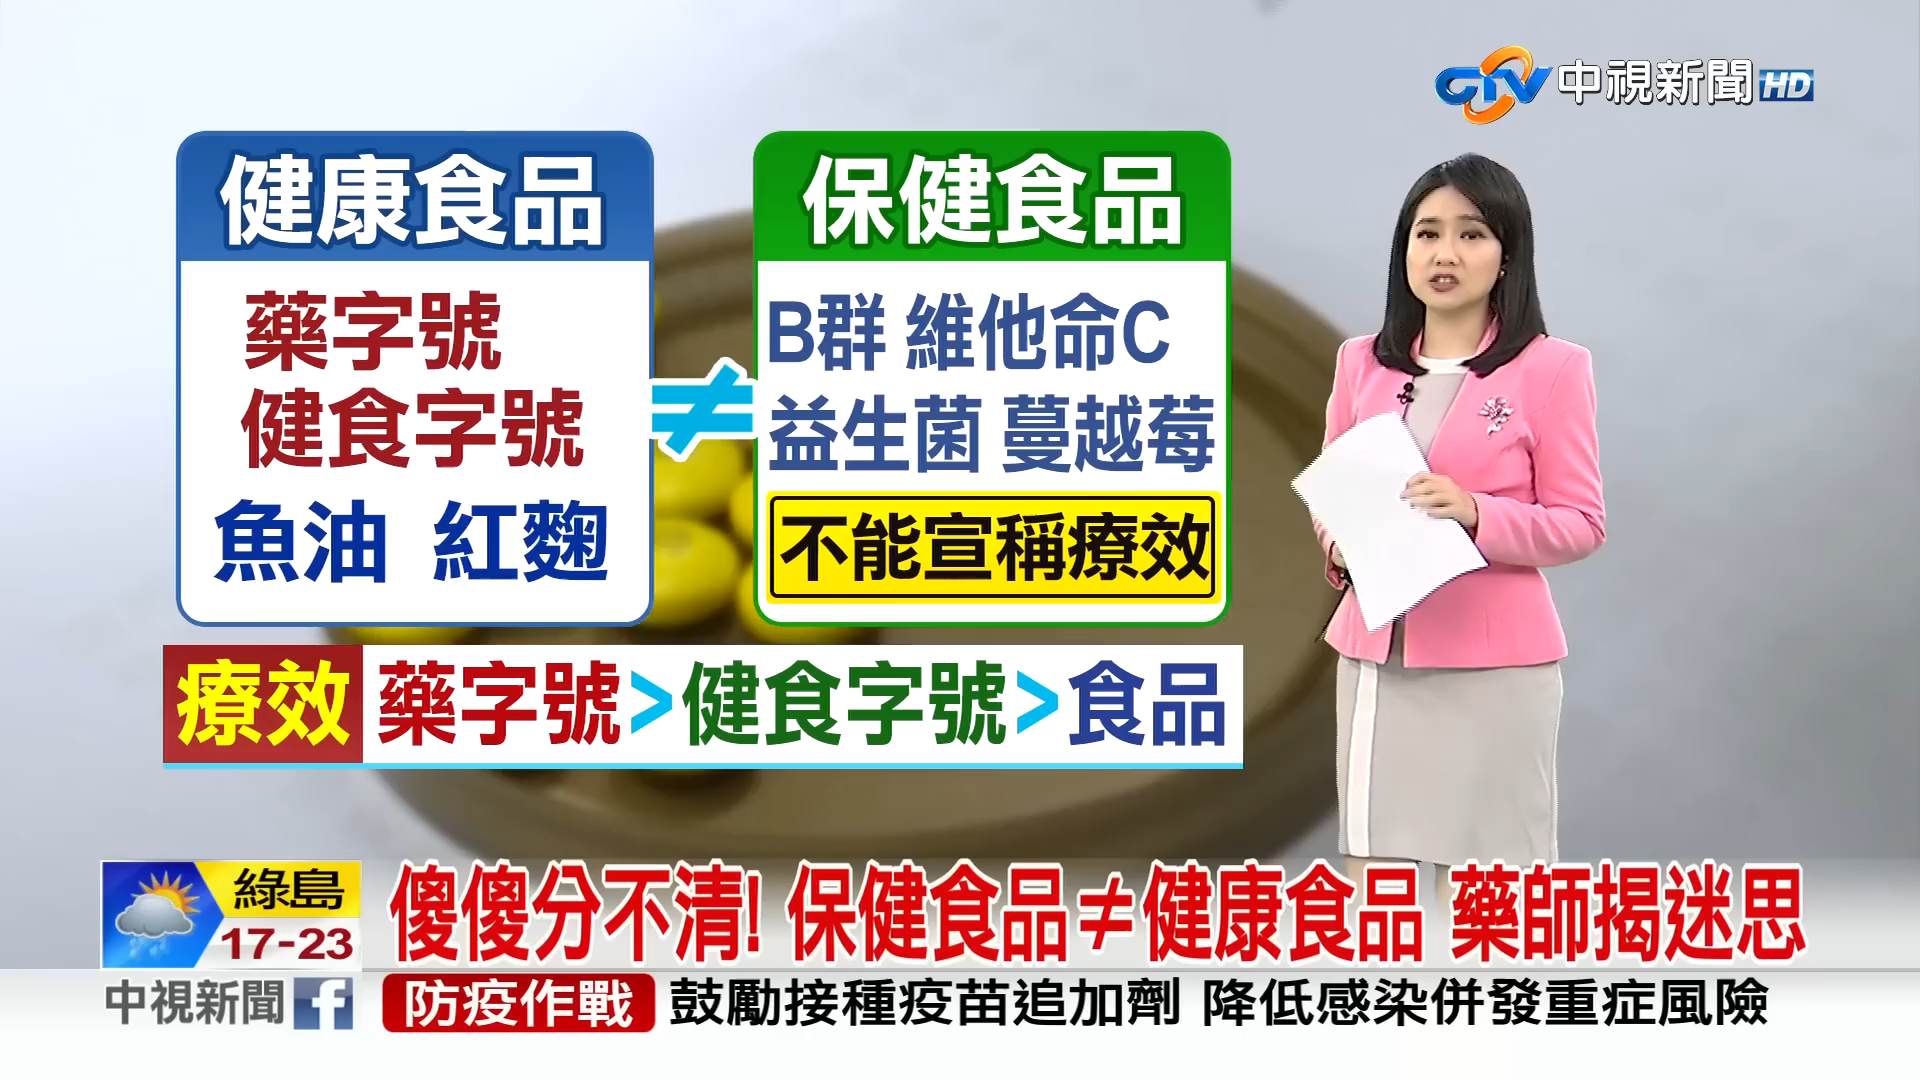 CTV 中視新聞 HD
健康食品
藥字號
健食字號
魚油 紅麴
≠
保健食品
B群 維他命C
益生菌 蔓越莓
不能宣稱療效
療效 藥字號>健食字號>食品
綠島
17-23
傻傻分不清! 保健食品≠健康食品 藥師揭迷思
中視新聞 f
防疫作戰 鼓勵接種疫苗追加劑 降低感染併發重症風險